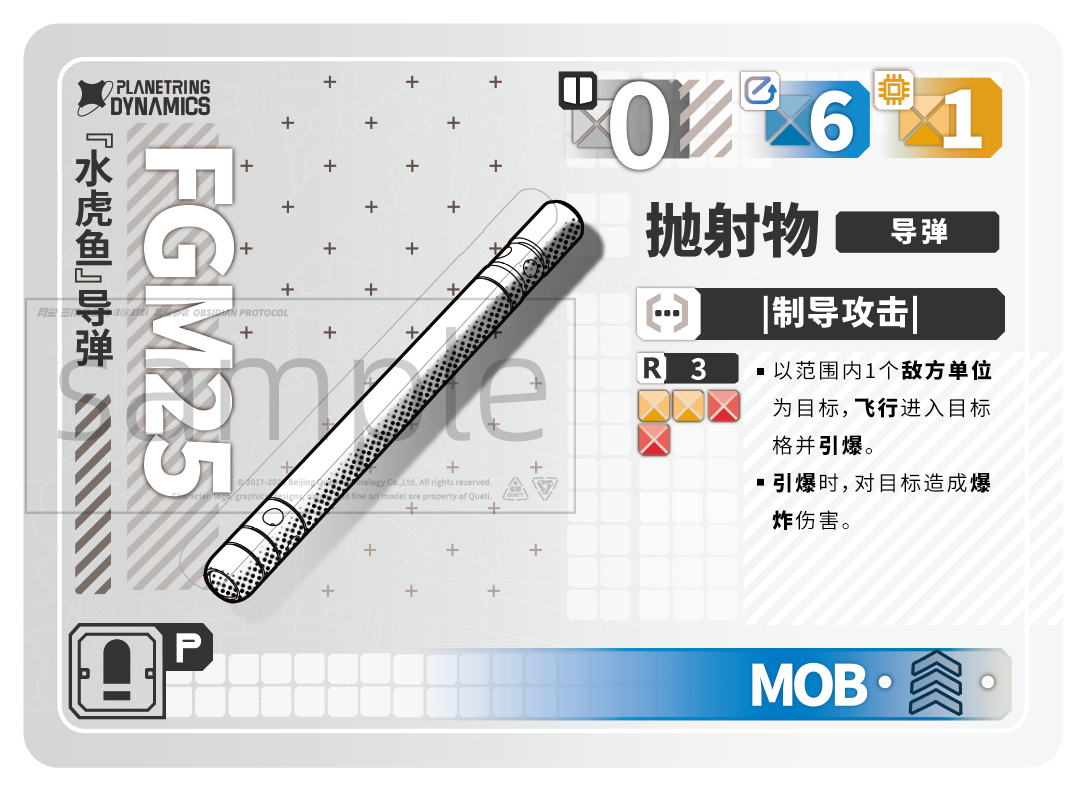 PLANETRING
DYNAMICS
『水虎鱼』导弹
FGM25
0
6
1
抛射物
导弹
|制导攻击|
R 3
以范围内1个敌方单位
为目标，飞行进入目标
格并引爆。
引爆时，对目标造成爆
炸伤害。
OBSIDIAN PROTOCOL
sample
P
MOB